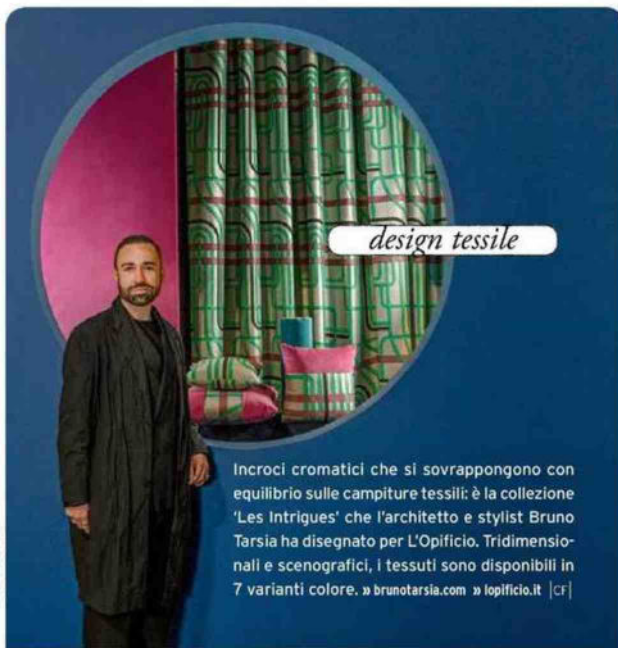 design tessile
Incroci cromatici che si sovrappongono con
equilibrio sulle campiture tessili: è la collezione
'Les Intrigues' che l'architetto e stylist Bruno
Tarsia ha disegnato per L'Opificio. Tridimensio-
nali e scenografici, i tessuti sono disponibili in
7 varianti colore. » brunotarsia.com » lopificio.it |CF|